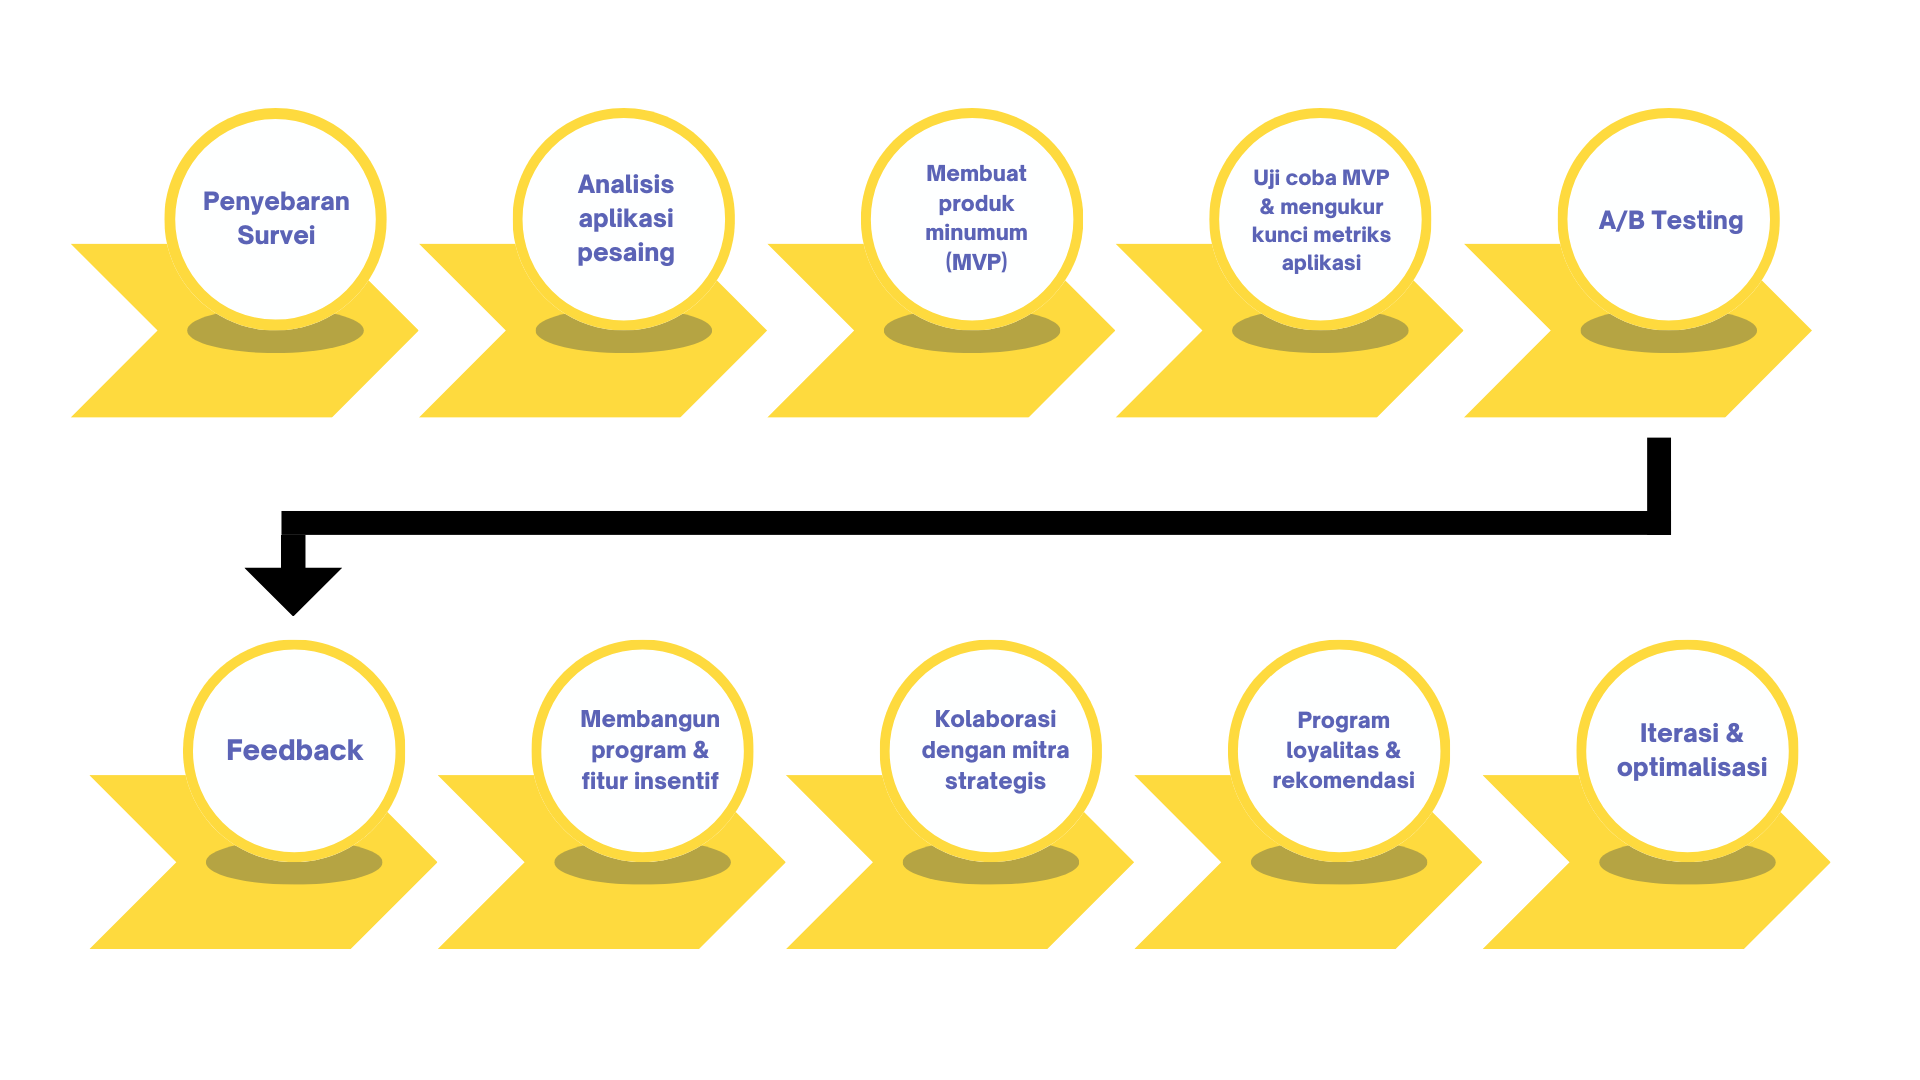 Penyebaran
Survei
Analisis
aplikasi
pesaing
Membuat
produk
minumum
(MVP)
Uji coba MVP
& mengukur
kunci metriks
aplikasi
A/B Testing
Feedback
Membangun
program &
fitur insentif
Kolaborasi
dengan mitra
strategis
Program
loyalitas &
rekomendasi
Iterasi &
optimalisasi